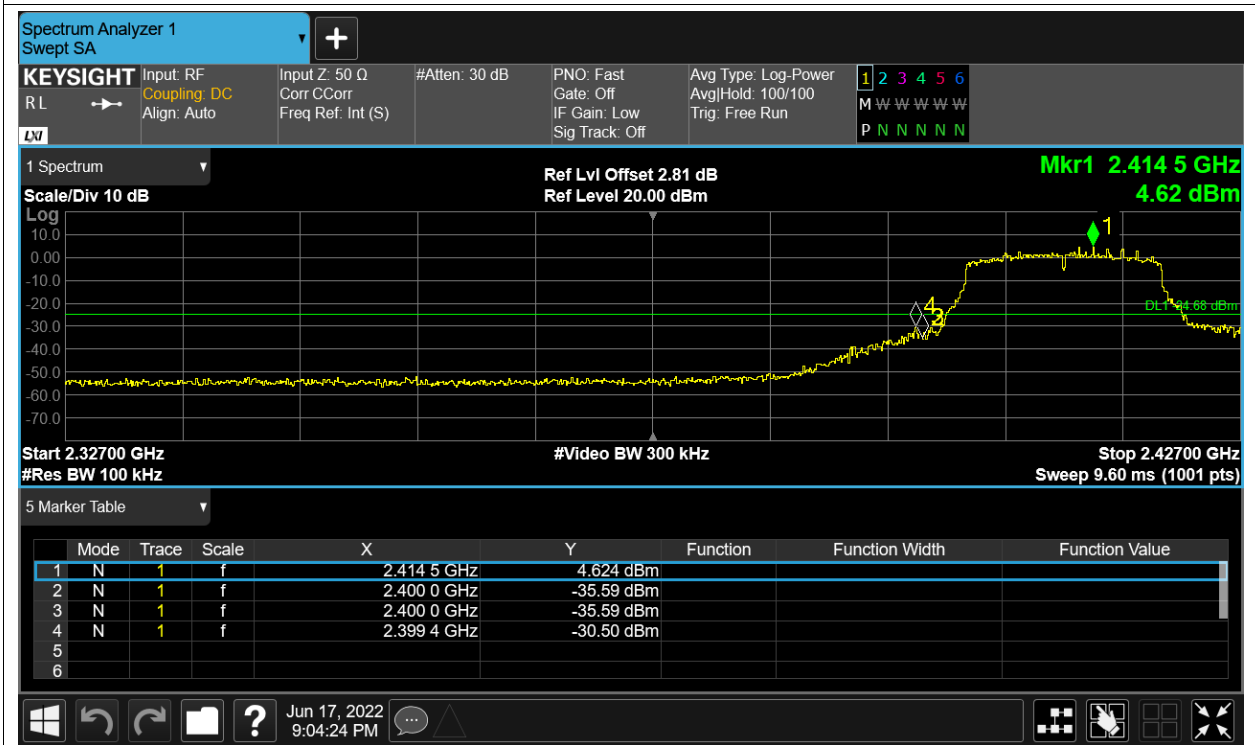 Spectrum Analyzer 1
Swept SA
KEYSIGHT Input: RF Input Z: 50 Ω #Atten: 30 dB PNO: Fast Avg Type: Log-Power 1 2 3 4 5 6
R L Coupling: DC Corr CCorr Gate: Off Avg|Hold: 100/100 M W W W W W W
Align: Auto Freq Ref: Int (S) IF Gain: Low Trig: Free Run
LXI Sig Track: Off P N N N N N N
1 Spectrum Ref Lvl Offset 2.81 dB Mkr1 2.414 5 GHz
Scale/Div 10 dB Ref Level 20.00 dBm 4.62 dBm
Log
10.0 1
0.00
-10.0
-20.0 4 DL1 -24.68 dBm
-30.0
-40.0
-50.0
-60.0
-70.0
Start 2.32700 GHz #Video BW 300 kHz Stop 2.42700 GHz
#Res BW 100 kHz Sweep 9.60 ms (1001 pts)
5 Marker Table
Mode Trace Scale X Y Function Function Width Function Value
1 N 1 f 2.414 5 GHz 4.624 dBm
2 N 1 f 2.400 0 GHz -35.59 dBm
3 N 1 f 2.400 0 GHz -35.59 dBm
4 N 1 f 2.399 4 GHz -30.50 dBm
5
6
? Jun 17, 2022
9:04:24 PM